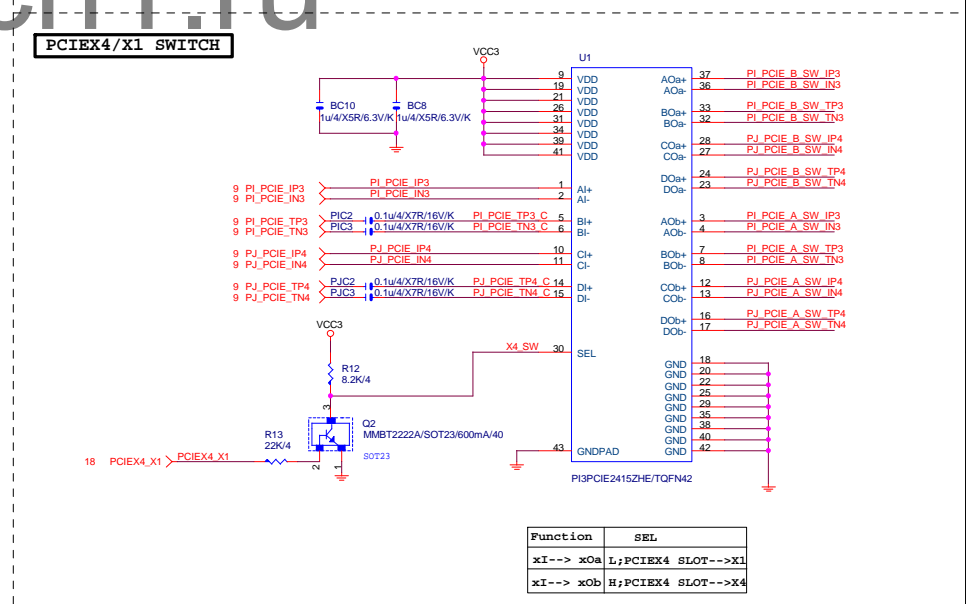 PCIEX4/X1 SWITCH
VCC3
U1
BC10
1u/4/X5R/6.3V/K
BC8
1u/4/X5R/6.3V/K
9 VDD
19 VDD
21 VDD
26 VDD
31 VDD
34 VDD
39 VDD
41 VDD
AOa+ 37 PI_PCIE_B_SW_IP3
AOa- 36 PI_PCIE_B_SW_IN3
BOa+ 33 PI_PCIE_B_SW_TP3
BOa- 32 PI_PCIE_B_SW_TN3
COa+ 28 PJ_PCIE_B_SW_IP4
COa- 27 PJ_PCIE_B_SW_IN4
DOa+ 24 PJ_PCIE_B_SW_TP4
DOa- 23 PJ_PCIE_B_SW_TN4
9 PI_PCIE_IP3 PI_PCIE_IP3 1 AI+
9 PI_PCIE_IN3 PI_PCIE_IN3 2 AI-
9 PI_PCIE_TP3 PIC2 0.1u/4/X7R/16V/K PI_PCIE_TP3_C 5 BI+
9 PI_PCIE_TN3 PIC3 0.1u/4/X7R/16V/K PI_PCIE_TN3_C 6 BI-
9 PJ_PCIE_IP4 PJ_PCIE_IP4 10 CI+
9 PJ_PCIE_IN4 PJ_PCIE_IN4 11 CI-
9 PJ_PCIE_TP4 PJC2 0.1u/4/X7R/16V/K PJ_PCIE_TP4_C 14 DI+
9 PJ_PCIE_TN4 PJC3 0.1u/4/X7R/16V/K PJ_PCIE_TN4_C 15 DI-
AOb+ 3 PI_PCIE_A_SW_IP3
AOb- 4 PI_PCIE_A_SW_IN3
BOb+ 7 PI_PCIE_A_SW_TP3
BOb- 8 PI_PCIE_A_SW_TN3
COb+ 12 PJ_PCIE_A_SW_IP4
COb- 13 PJ_PCIE_A_SW_IN4
DOb+ 16 PJ_PCIE_A_SW_TP4
DOb- 17 PJ_PCIE_A_SW_TN4
VCC3
X4_SW 30 SEL
R12
8.2K/4
GND 18
GND 20
GND 22
GND 25
GND 29
GND 35
GND 38
GND 40
GND 42
3
Q2
MMBT2222A/SOT23/600mA/40
SOT23
R13
22K/4
18 PCIEX4_X1 PCIEX4_X1
2
1
43 GNDPAD
PI3PCIE2415ZHE/TQFN42
Function SEL
xI--> xOa L;PCIEX4 SLOT-->X1
xI--> xOb H;PCIEX4 SLOT-->X4